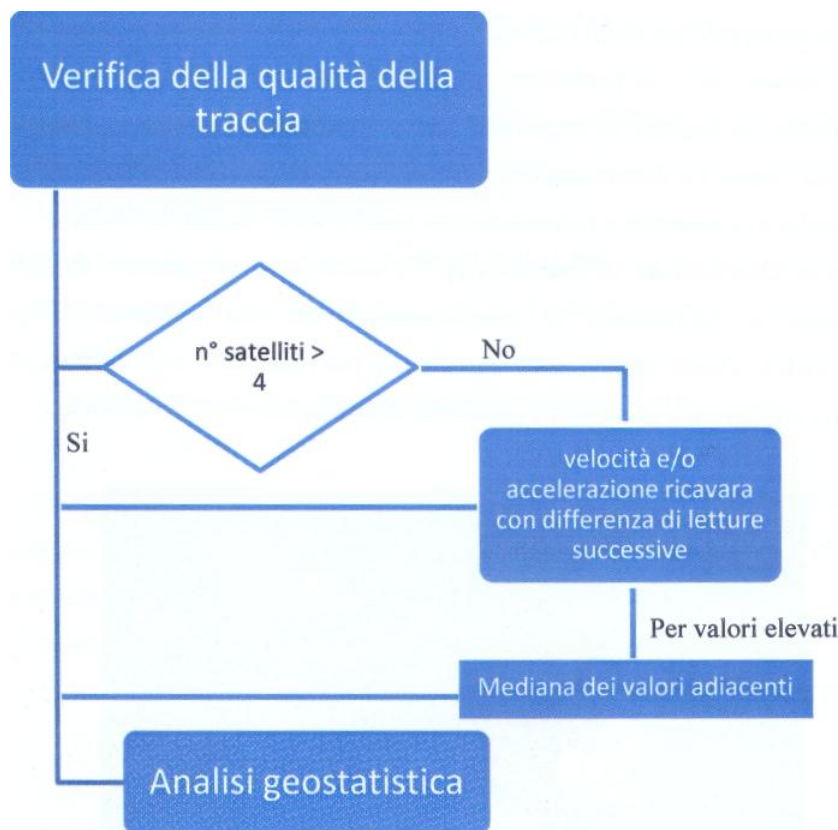 Verifica della qualità della
traccia
n° satelliti >
4
No
Si
velocità e/o
accelerazione ricavara
con differenza di letture
successive
Per valori elevati
Mediana dei valori adiacenti
Analisi geostatistica